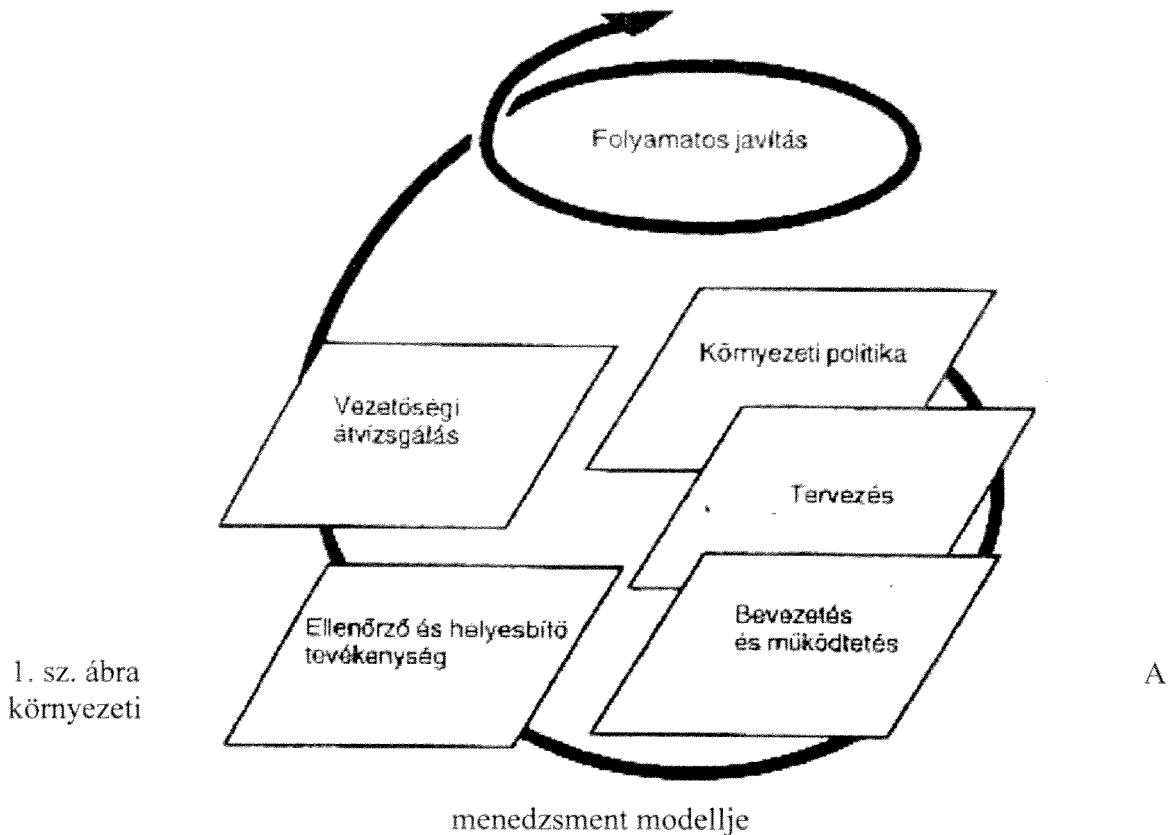 Folyamatos javítás
Környezeti politika
Vezetőségi
átvizsgálás
Tervezés
Bevezetés
és működtetés
Ellenőrző és helyesbítő
tevékenység
1. sz. ábra A
környezeti
menedzsment modellje